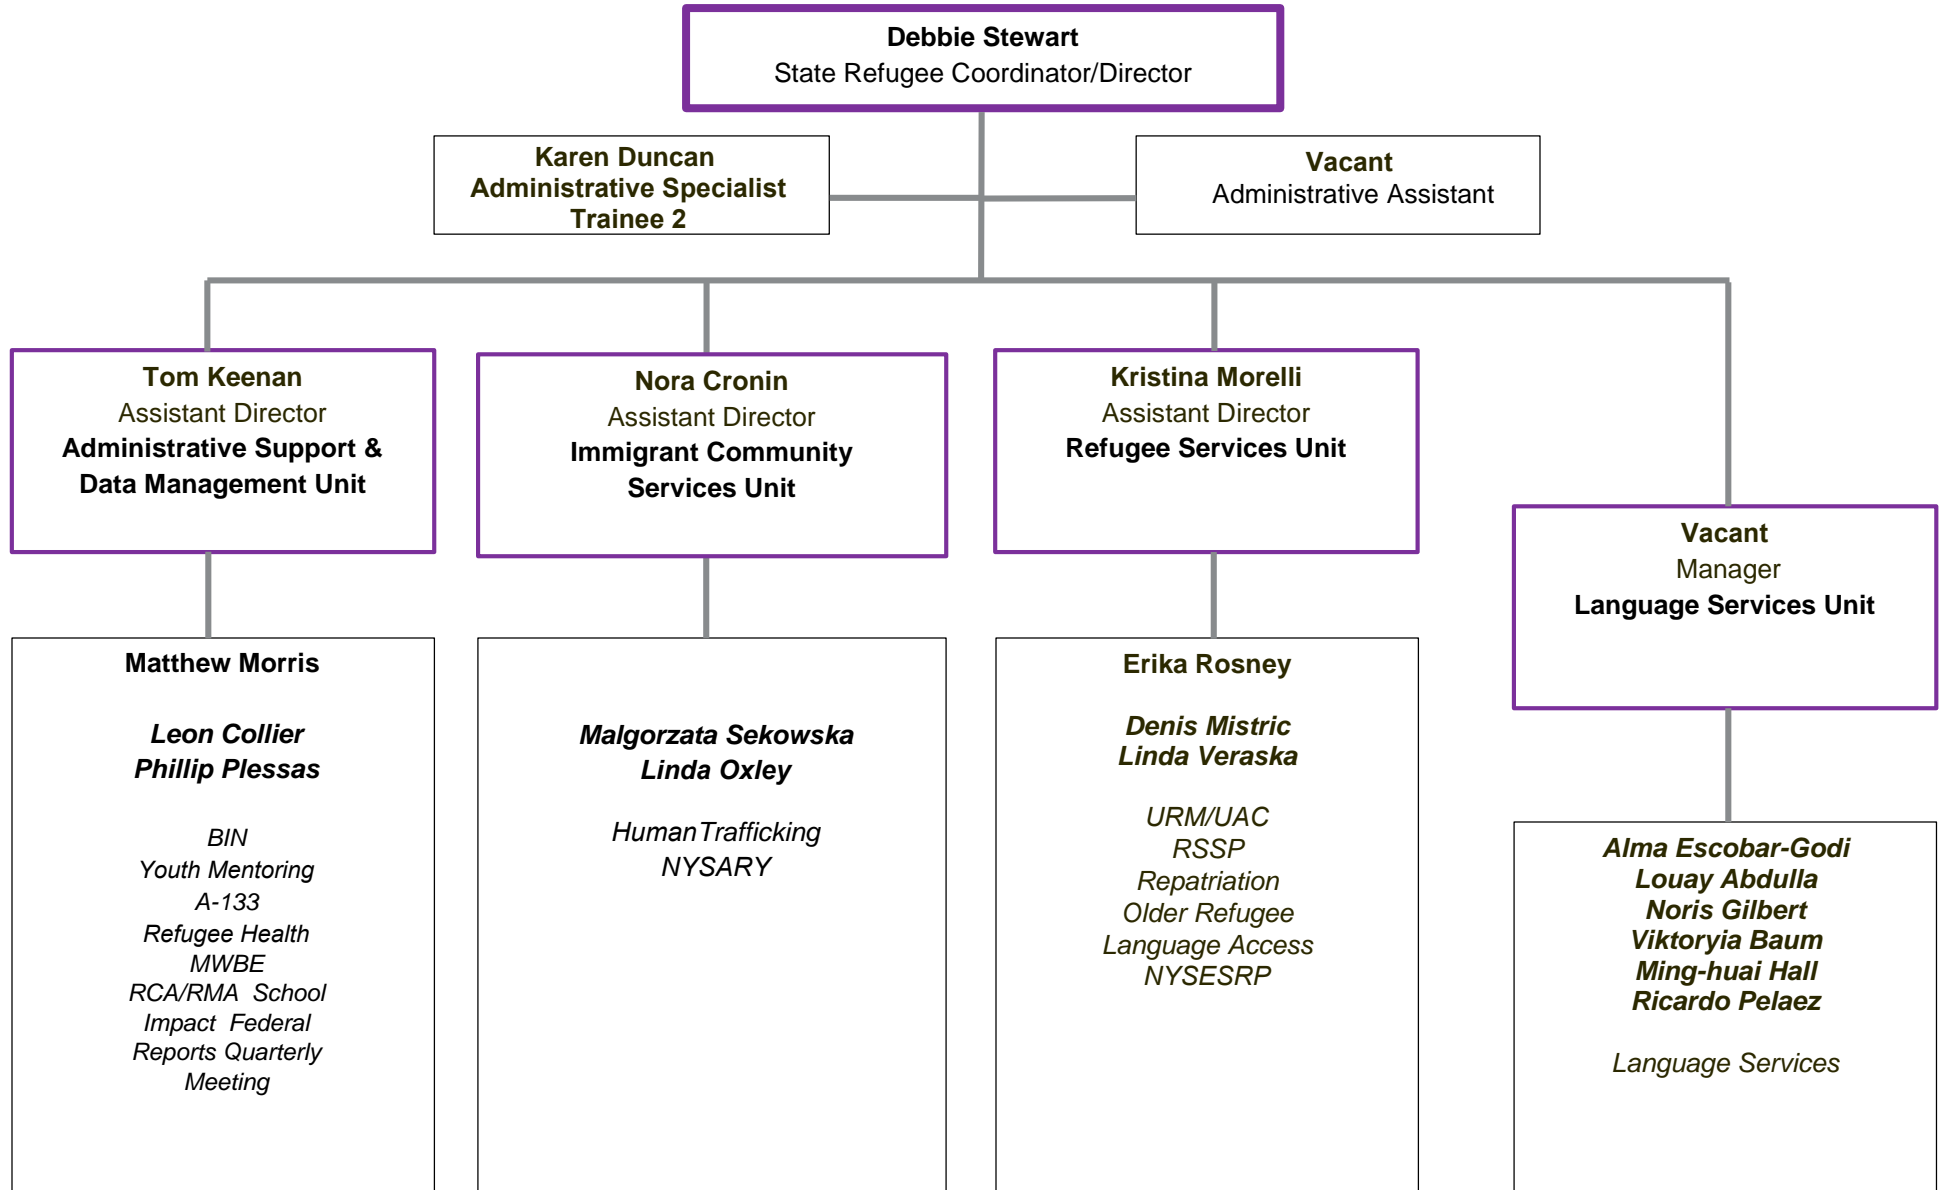 Debbie Stewart
State Refugee Coordinator/Director
Karen Duncan
Administrative Specialist
Trainee 2
Vacant
Administrative Assistant
Tom Keenan
Assistant Director
Administrative Support &
Data Management Unit
Nora Cronin
Assistant Director
Immigrant Community
Services Unit
Kristina Morelli
Assistant Director
Refugee Services Unit
Vacant
Manager
Language Services Unit
Matthew Morris
Leon Collier
Phillip Plessas
BIN
Youth Mentoring
A-133
Refugee Health
MWBE
RCA/RMA School
Impact Federal
Reports Quarterly
Meeting
Malgorzata Sekowska
Linda Oxley
Human Trafficking
NYSARY
Erika Rosney
Denis Mistric
Linda Veraska
URM/UAC
RSSP
Repatriation
Older Refugee
Language Access
NYSESRP
Alma Escobar-Godi
Louay Abdulla
Noris Gilbert
Viktoryia Baum
Ming-huai Hall
Ricardo Pelaez
Language Services